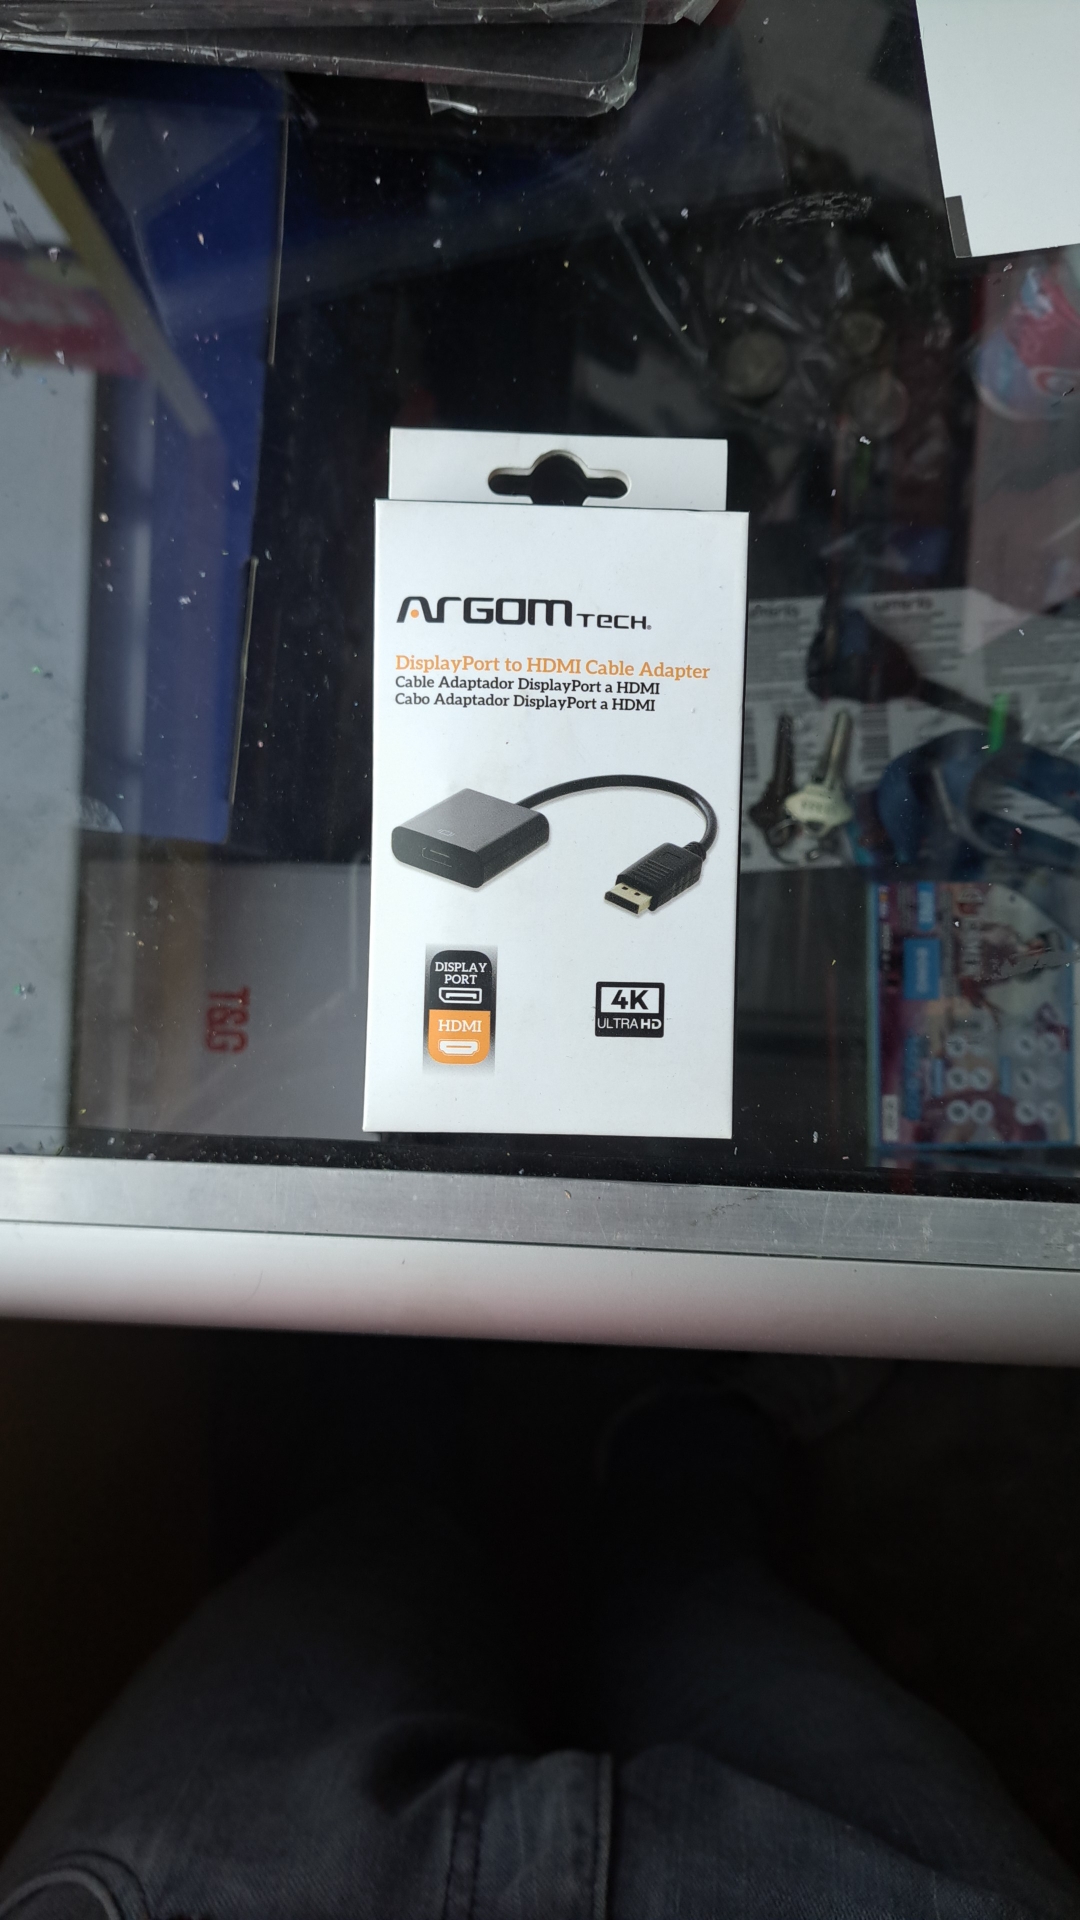 ARGOM TECH.
DisplayPort to HDMI Cable Adapter
Cable Adaptador DisplayPort a HDMI
Cabo Adaptador DisplayPort a HDMI
DISPLAY
PORT
HDMI
4K
ULTRA HD
T&G